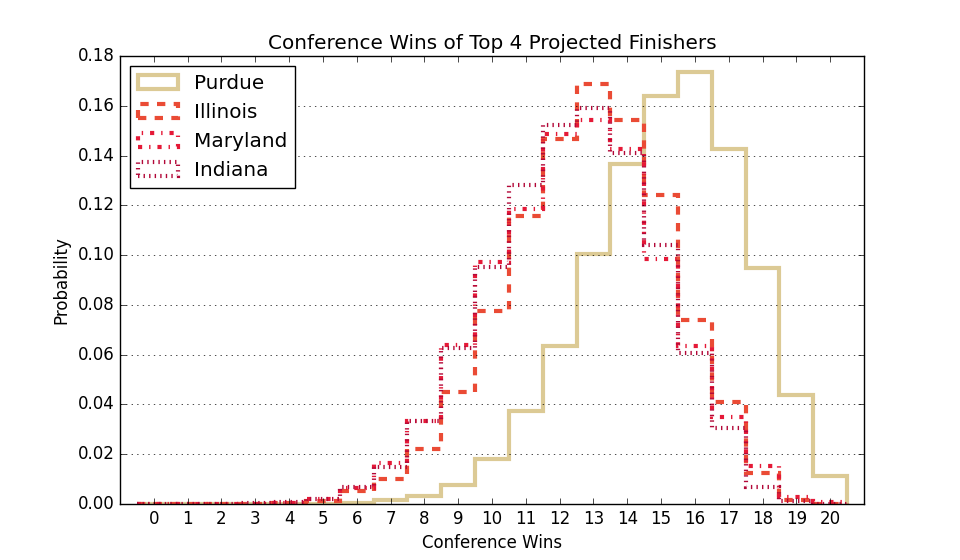 Conference Wins of Top 4 Projected Finishers
Purdue
Illinois
Maryland
Indiana
0.18
0.16
0.14
0.12
0.10
0.08
0.06
0.04
0.02
0.00
Probability
0 1 2 3 4 5 6 7 8 9 10 11 12 13 14 15 16 17 18 19 20
Conference Wins